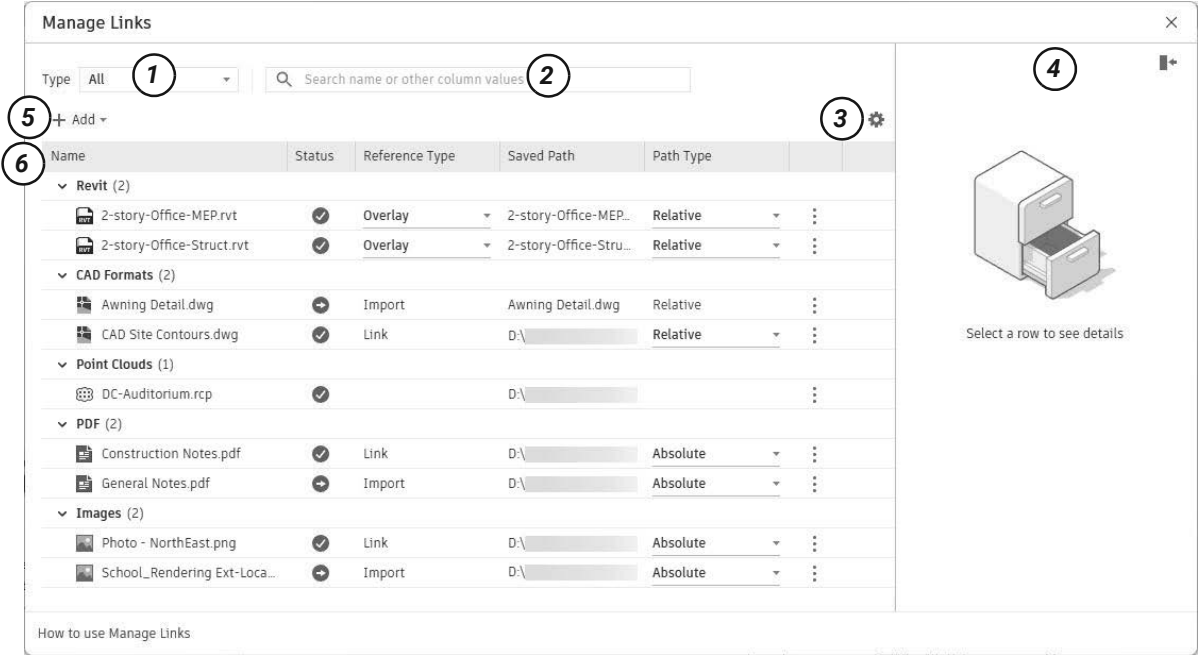 Manage Links
Type All 1 Search name or other column values 2 4
5 Add 3
6 Name Status Reference Type Saved Path Path Type
Revit (2)
RVT 2-story-Office-MEP.rvt Overlay 2-story-Office-MEP... Relative
RVT 2-story-Office-Struct.rvt Overlay 2-story-Office-Stru... Relative
CAD Formats (2)
Awning Detail.dwg Import Awning Detail.dwg Relative
CAD Site Contours.dwg Link D:\ Relative
Select a row to see details
Point Clouds (1)
DC-Auditorium.rcp D:\
PDF (2)
Construction Notes.pdf Link D:\ Absolute
General Notes.pdf Import D:\ Absolute
Images (2)
Photo - NorthEast.png Link D:\ Absolute
School_Rendering Ext-Loca... Import D:\ Absolute
How to use Manage Links